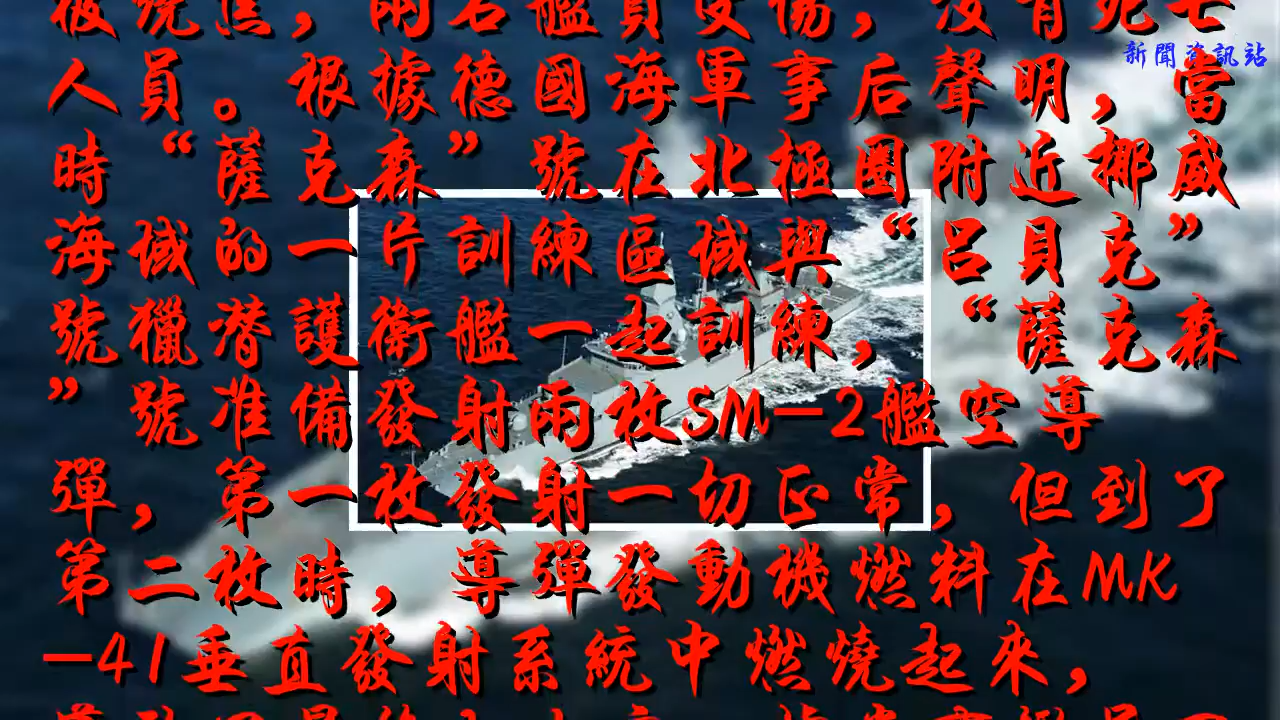 被燒焦，兩名艦員受傷，沒有死亡
新聞資訊站
人員。根據德國海軍事后聲明，當
時“薩克森”號在北極圈附近挪威
海域的一片訓練區域與“呂貝克”
號獵潛護衛艦一起訓練，“薩克森
”號准備發射兩枚SM-2艦空導
彈，第一枚發射一切正常，但到了
第二枚時，導彈發動機燃料在MK
-41垂直發射系統中燃燒起來，